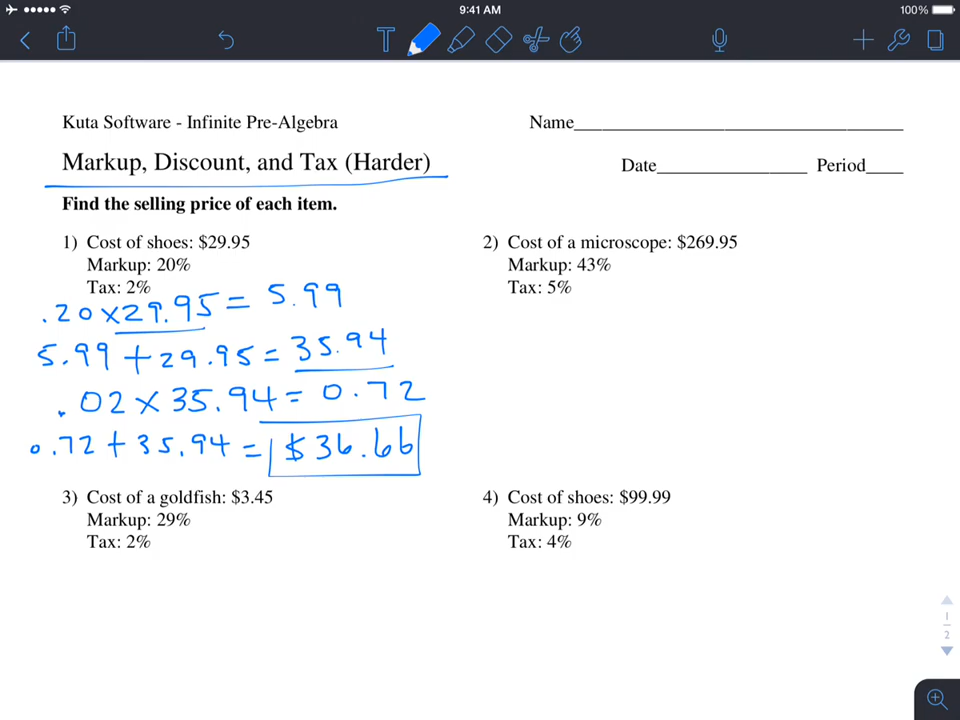 9:41 AM
100%
Kuta Software - Infinite Pre-Algebra
Name
Markup, Discount, and Tax (Harder)
Date Period
Find the selling price of each item.
1) Cost of shoes: $29.95
Markup: 20%
Tax: 2%
.20 x 29.95 = 5.99
5.99 + 29.95 = 35.94
.02 x 35.94 = 0.72
0.72 + 35.94 = $36.66
2) Cost of a microscope: $269.95
Markup: 43%
Tax: 5%
3) Cost of a goldfish: $3.45
Markup: 29%
Tax: 2%
4) Cost of shoes: $99.99
Markup: 9%
Tax: 4%
1
2